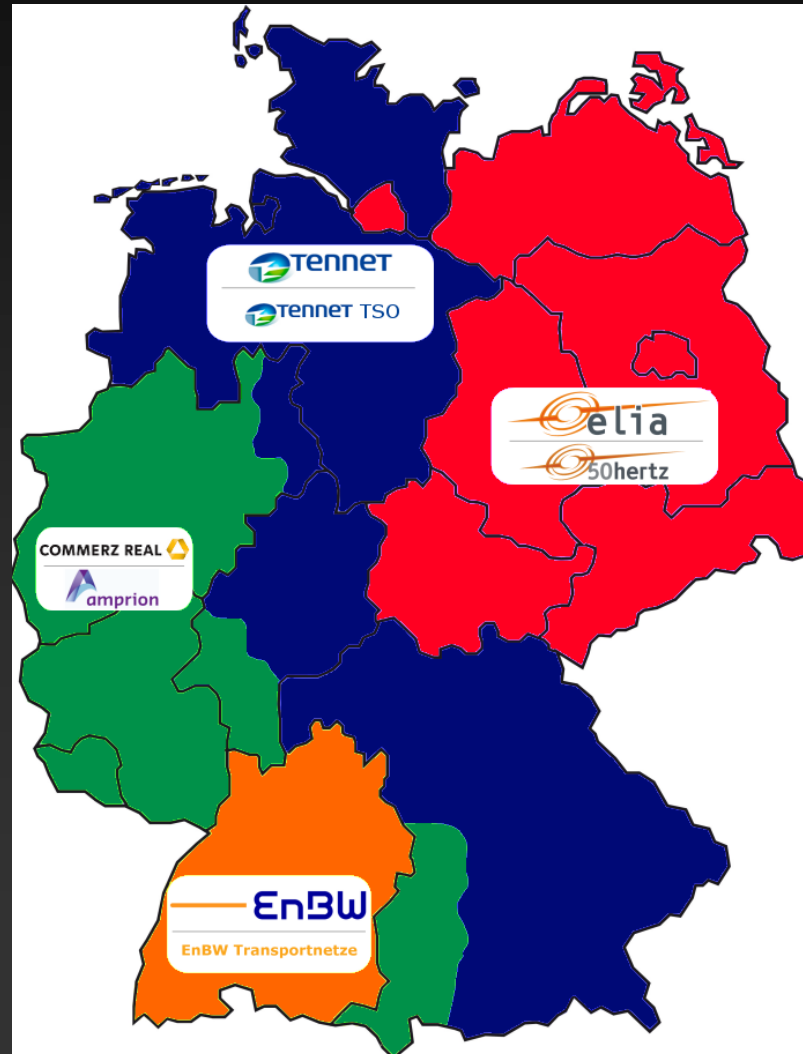 TENNET
TENNET TSO
elia
50hertz
COMMERZ REAL
amprion
EnBW
EnBW Transportnetze